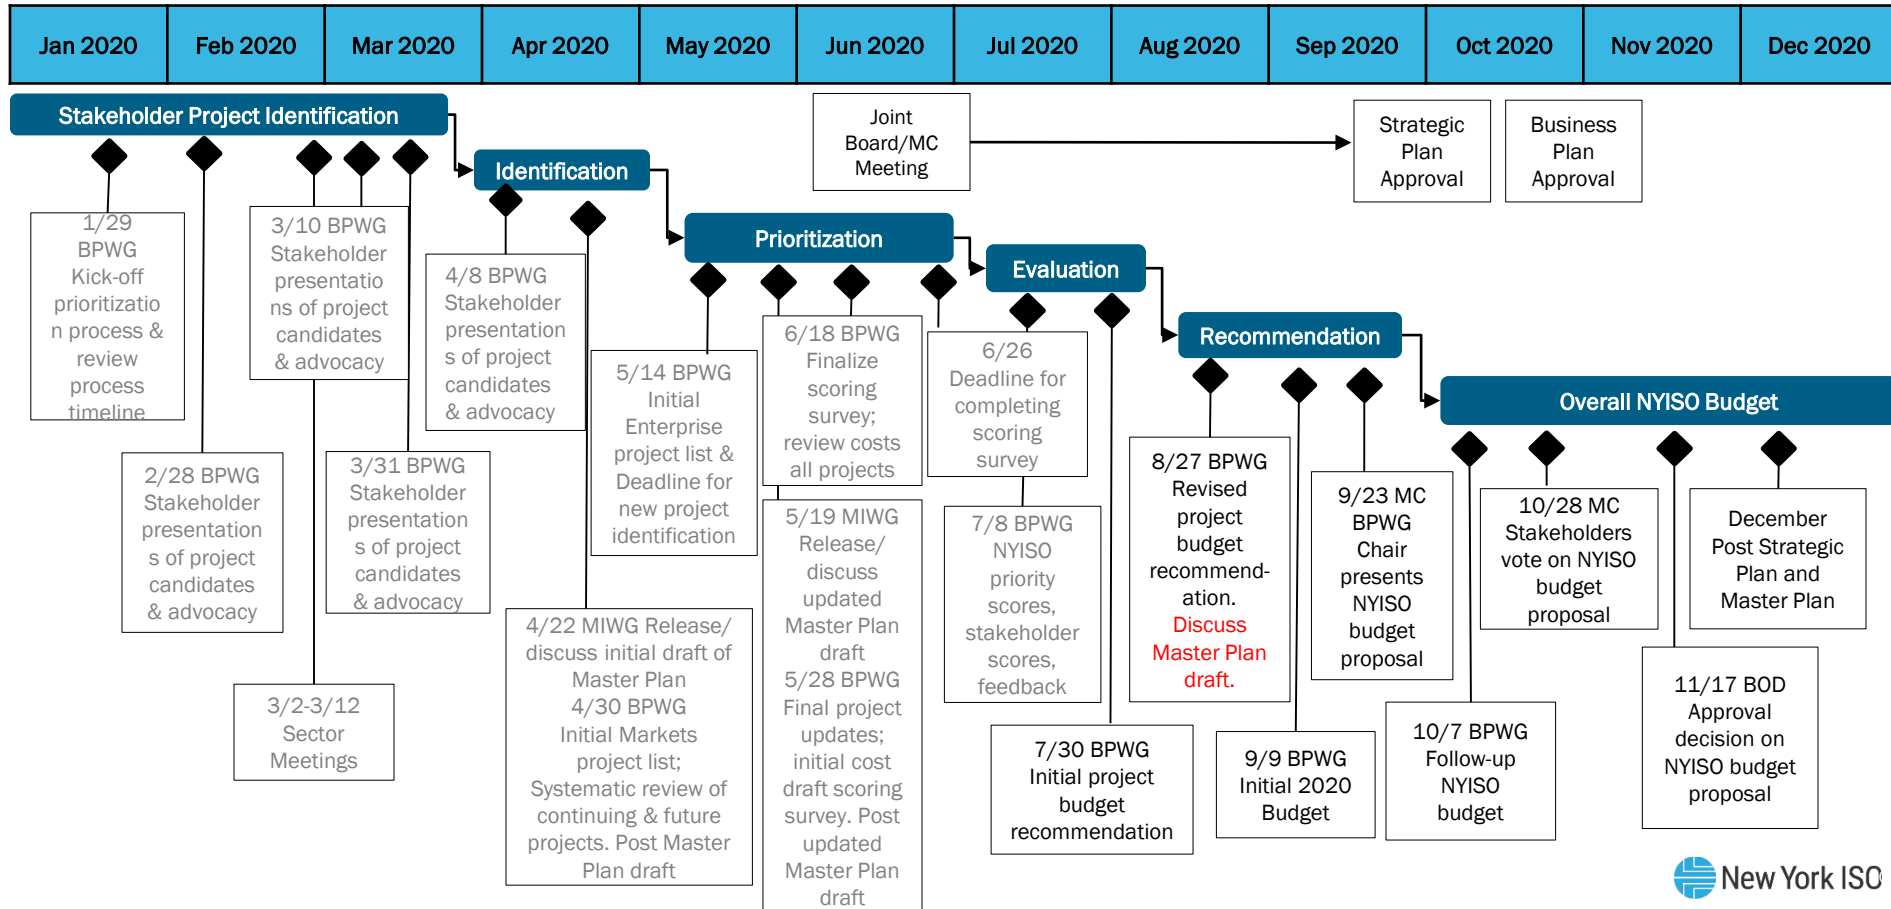 Jan 2020
Feb 2020
Mar 2020
Apr 2020
May 2020
Jun 2020
Jul 2020
Aug 2020
Sep 2020
Oct 2020
Nov 2020
Dec 2020
Stakeholder Project Identification
Joint
Board/MC
Meeting
Strategic
Plan
Approval
Business
Plan
Approval
Identification
Prioritization
Evaluation
Recommendation
Overall NYISO Budget
1/29
BPWG
Kick-off
prioritizatio
n process &
review
process
timeline
2/28 BPWG
Stakeholder
presentation
s of project
candidates
& advocacy
3/10 BPWG
Stakeholder
presentatio
ns of project
candidates
& advocacy
3/2-3/12
Sector
Meetings
3/31 BPWG
Stakeholder
presentation
s of project
candidates
& advocacy
4/8 BPWG
Stakeholder
presentation
s of project
candidates
& advocacy
4/22 MIWG Release/
discuss initial draft of
Master Plan
4/30 BPWG
Initial Markets
project list;
Systematic review of
continuing & future
projects. Post Master
Plan draft
5/14 BPWG
Initial
Enterprise
project list &
Deadline for
new project
identification
6/18 BPWG
Finalize
scoring
survey;
review costs
all projects
5/19 MIWG
Release/
discuss
updated
Master Plan
draft
5/28 BPWG
Final project
updates;
initial cost
draft scoring
survey. Post
updated
Master Plan
draft
6/26
Deadline for
completing
scoring
survey
7/8 BPWG
NYISO
priority
scores,
stakeholder
scores,
feedback
7/30 BPWG
Initial project
budget
recommendation
8/27 BPWG
Revised
project
budget
recommend-
ation.
Discuss
Master Plan
draft.
9/9 BPWG
Initial 2020
Budget
9/23 MC
BPWG
Chair
presents
NYISO
budget
proposal
10/7 BPWG
Follow-up
NYISO
budget
10/28 MC
Stakeholders
vote on NYISO
budget
proposal
11/17 BOD
Approval
decision on
NYISO budget
proposal
December
Post Strategic
Plan and
Master Plan
New York ISO